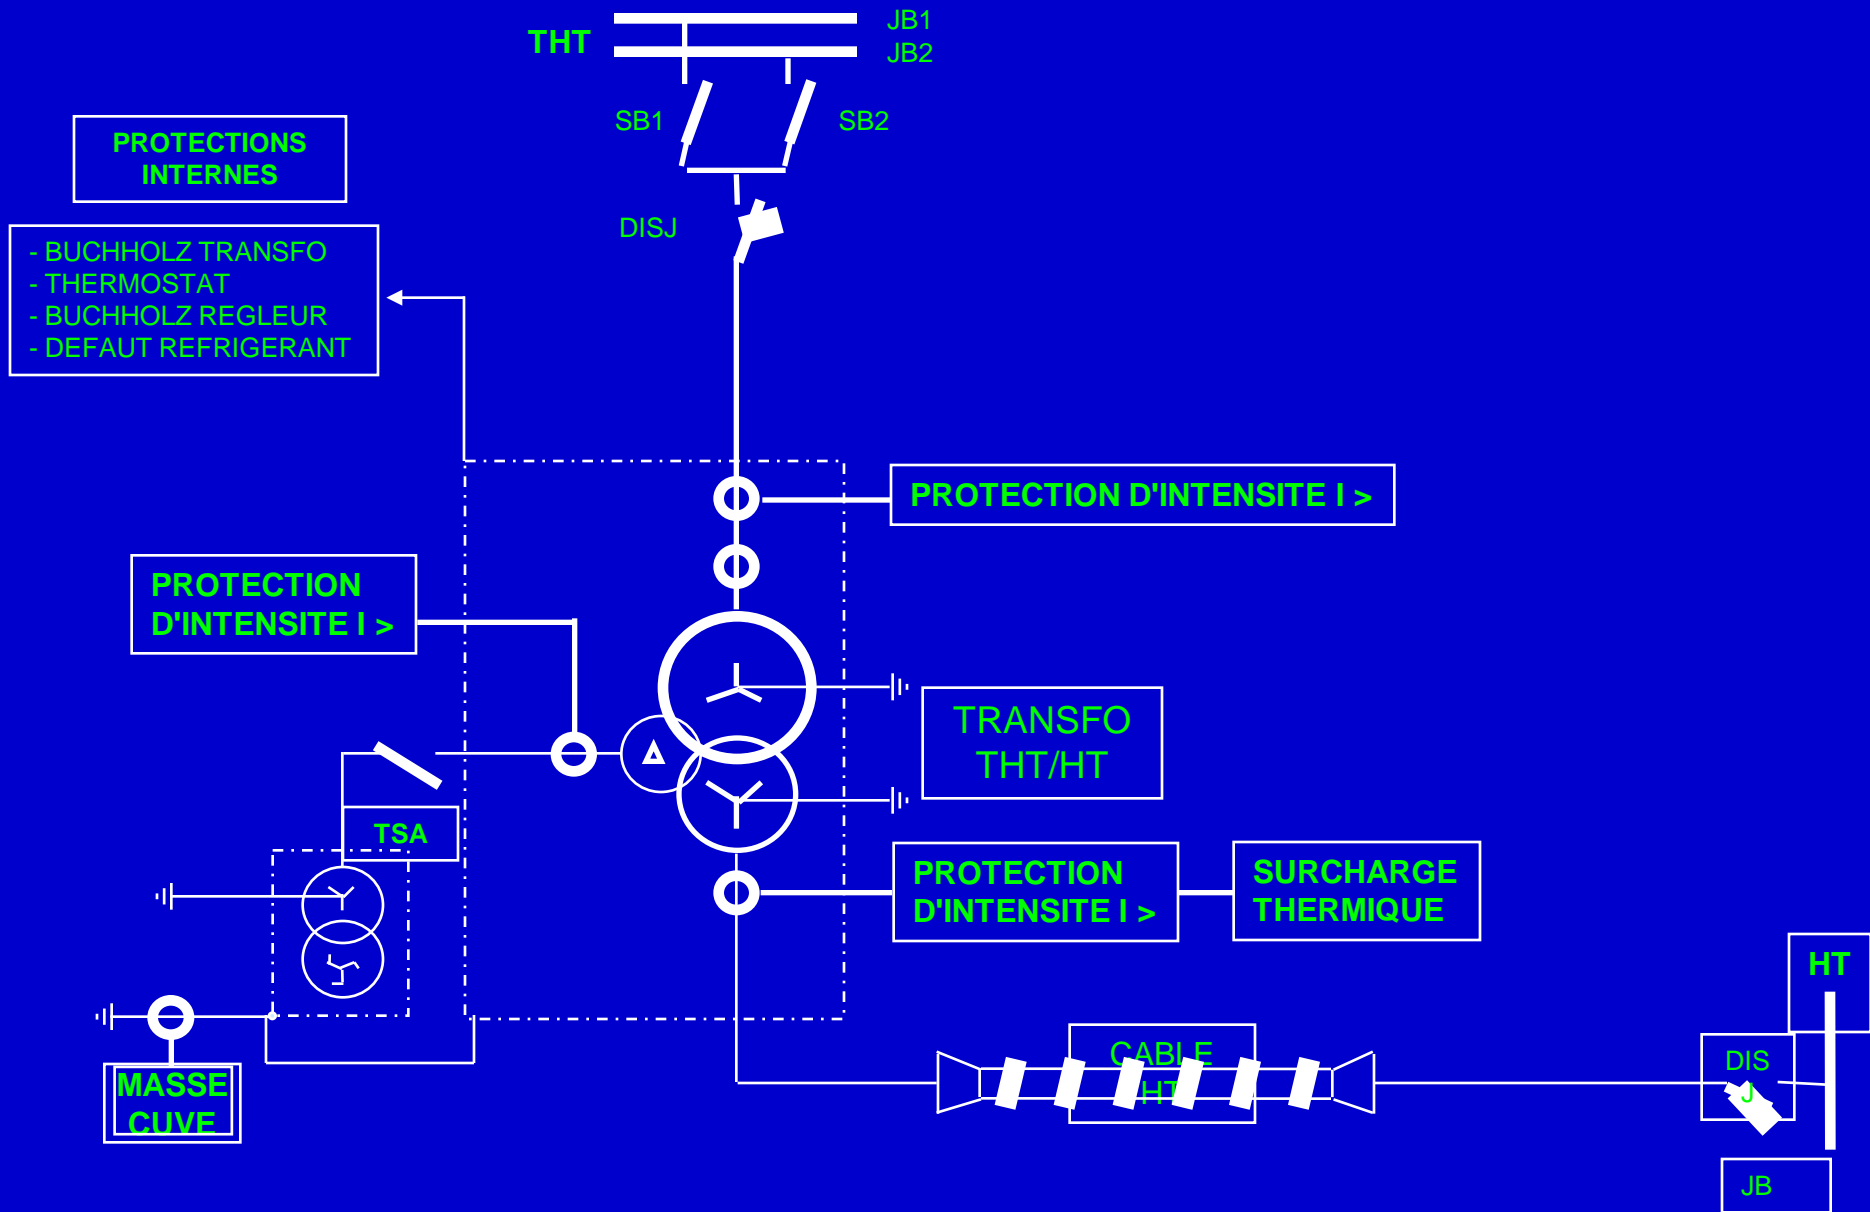 THT
JB1
JB2
SB1
SB2
PROTECTIONS
INTERNES
DISJ
- BUCHHOLZ TRANSFO
- THERMOSTAT
- BUCHHOLZ REGLEUR
- DEFAUT REFRIGERANT
PROTECTION D'INTENSITE I >
PROTECTION
D'INTENSITE I >
TRANSFO
THT/HT
TSA
PROTECTION
D'INTENSITE I >
SURCHARGE
THERMIQUE
HT
CABLE
HT
DIS
J
MASSE
CUVE
JB